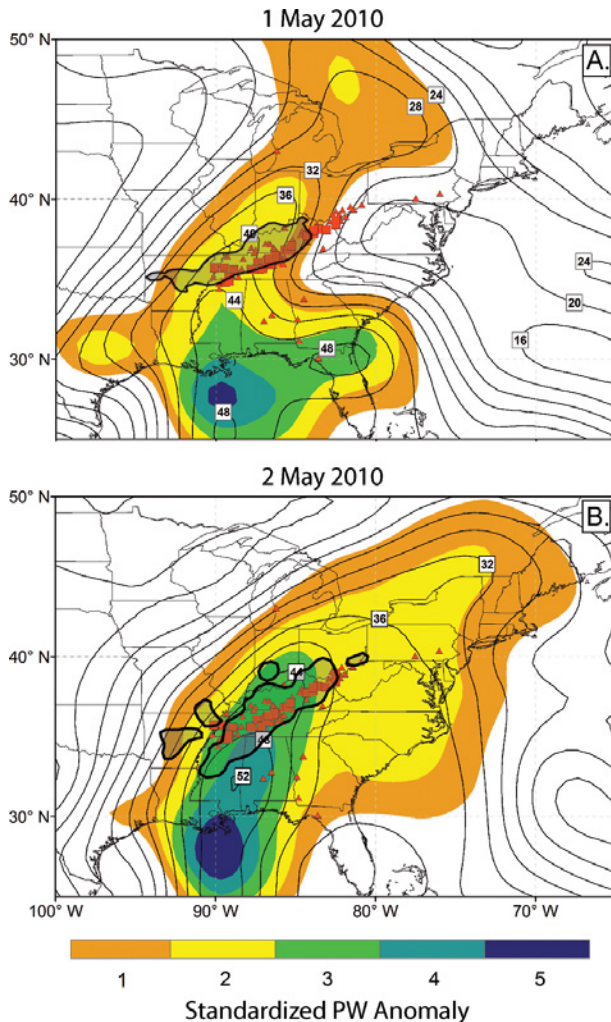 1 May 2010
50° N
A.
24
28
32
40° N
36
40
24
44
20
30° N
48
16
48
2 May 2010
50° N
B.
32
36
40° N
44
48
52
30° N
100° W 90° W 80° W 70° W
1 2 3 4 5
Standardized PW Anomaly